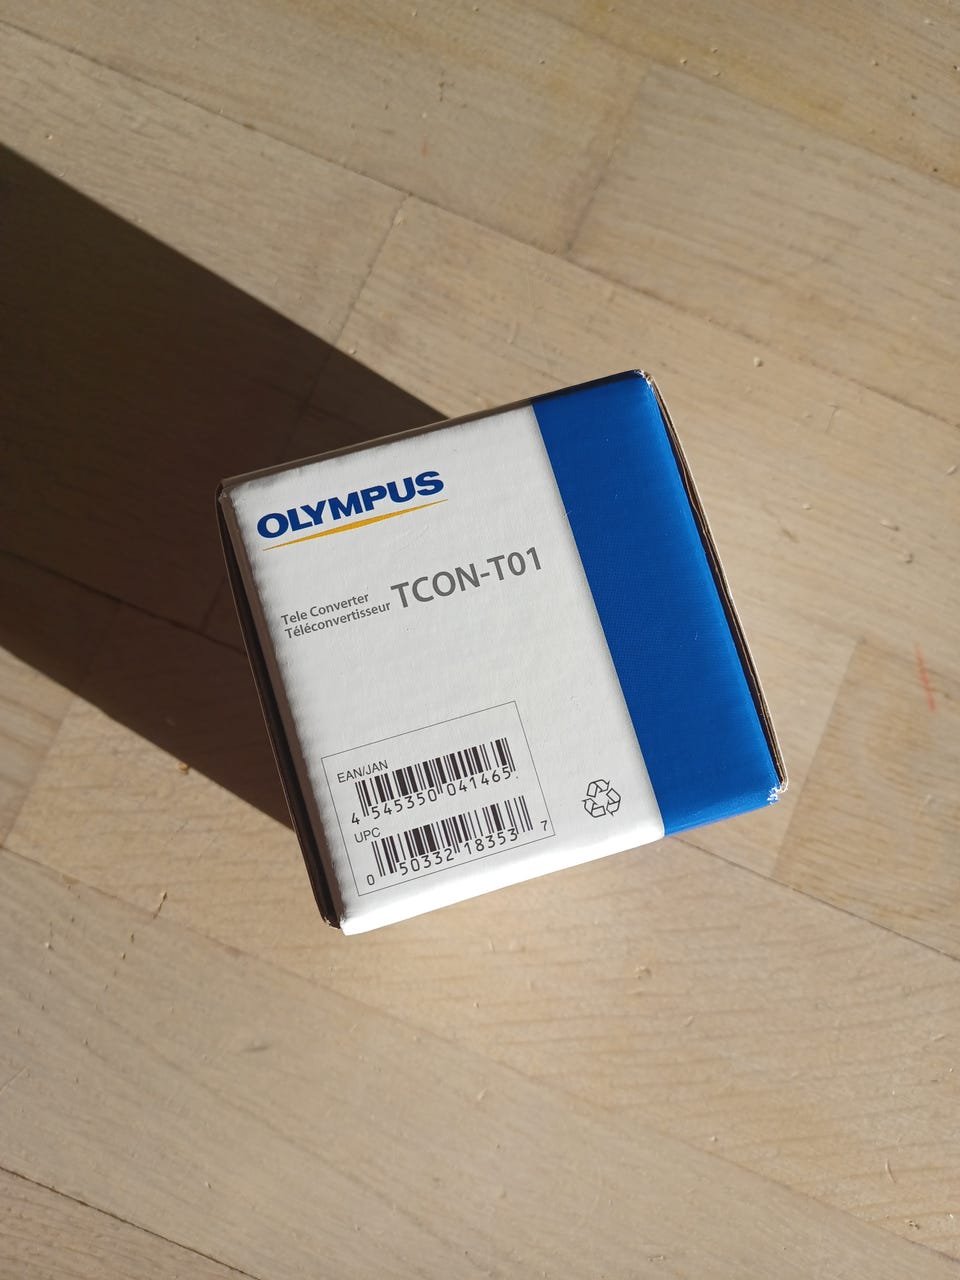 OLYMPUS
Tele Converter
Téléconvertisseur TCON-T01
EAN/JAN
4 545350 041465
UPC
0 50332 18353 7